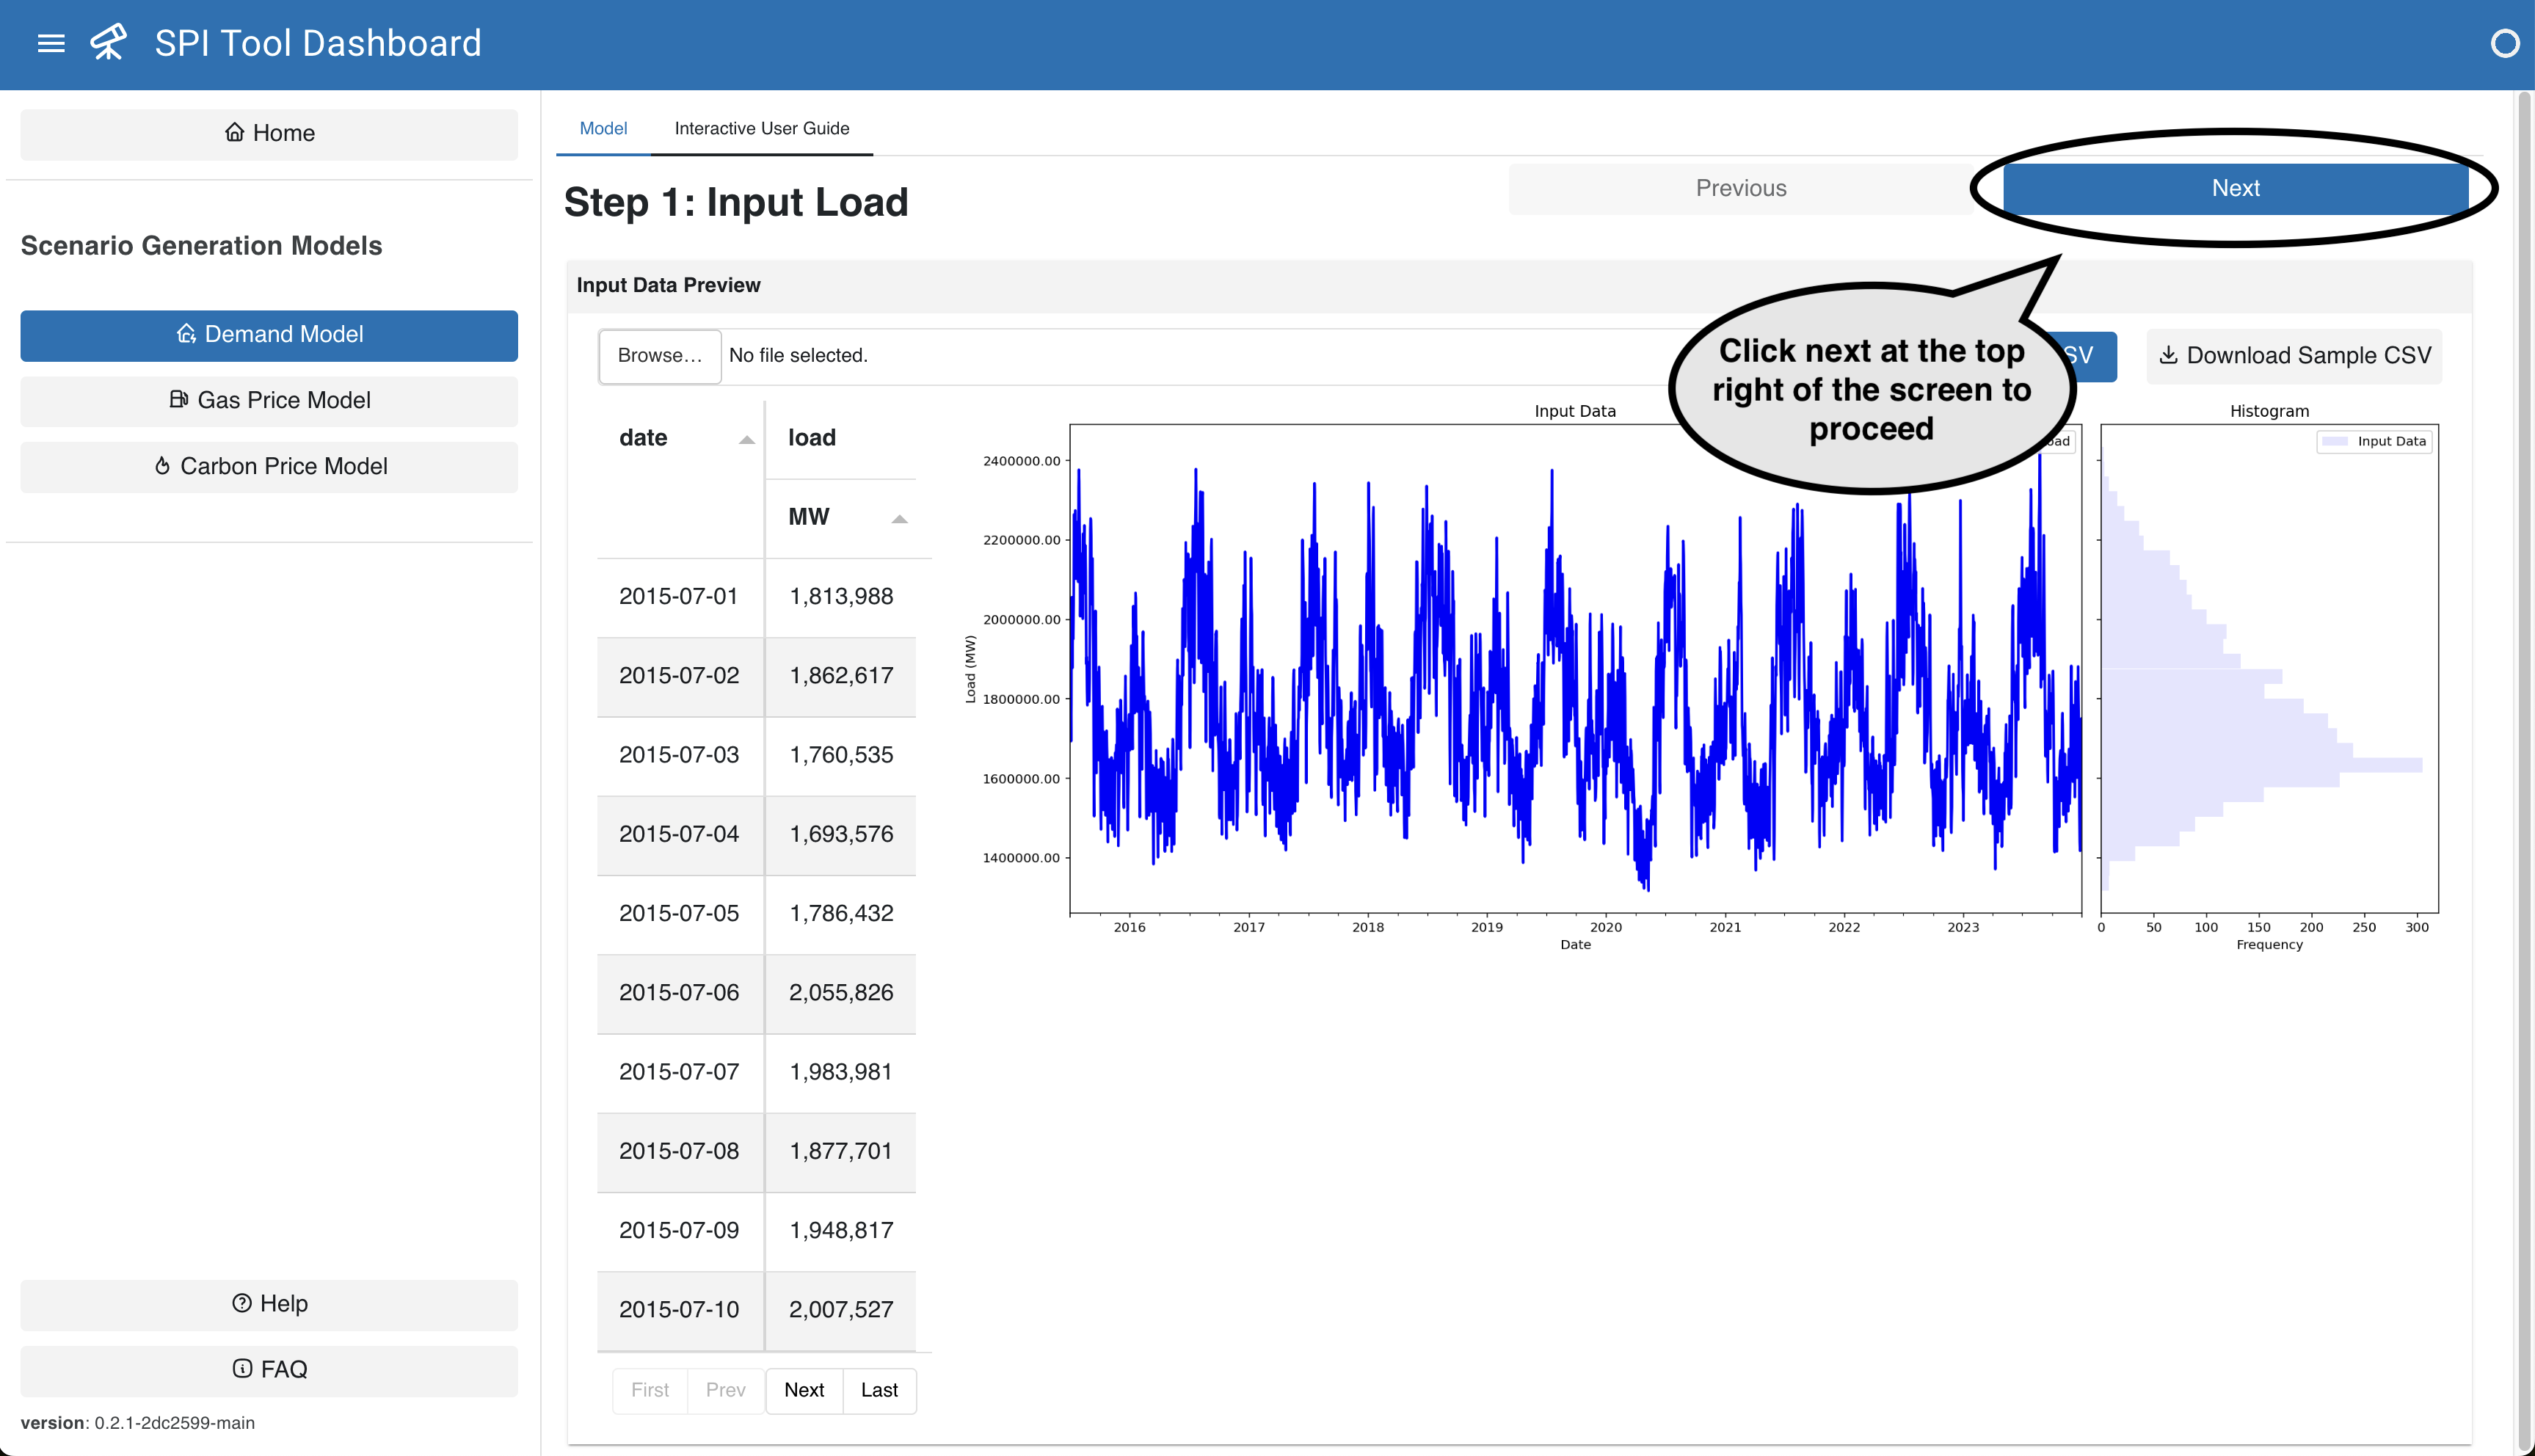 SPI Tool Dashboard
Home
Scenario Generation Models
Demand Model
Gas Price Model
Carbon Price Model
Help
FAQ
version: 0.2.1-2dc2599-main
Model
Interactive User Guide
Step 1: Input Load
Previous
Next
Input Data Preview
Browse...
No file selected.
SV
Download Sample CSV
Click next at the top
right of the screen to
proceed
date
load
MW
2015-07-01 1,813,988
2015-07-02 1,862,617
2015-07-03 1,760,535
2015-07-04 1,693,576
2015-07-05 1,786,432
2015-07-06 2,055,826
2015-07-07 1,983,981
2015-07-08 1,877,701
2015-07-09 1,948,817
2015-07-10 2,007,527
First Prev Next Last
Input Data
oad
2400000.00
2200000.00
2000000.00
1800000.00
1600000.00
1400000.00
Load (MW)
2016 2017 2018 2019 2020 2021 2022 2023
Date
Histogram
Input Data
0 50 100 150 200 250 300
Frequency